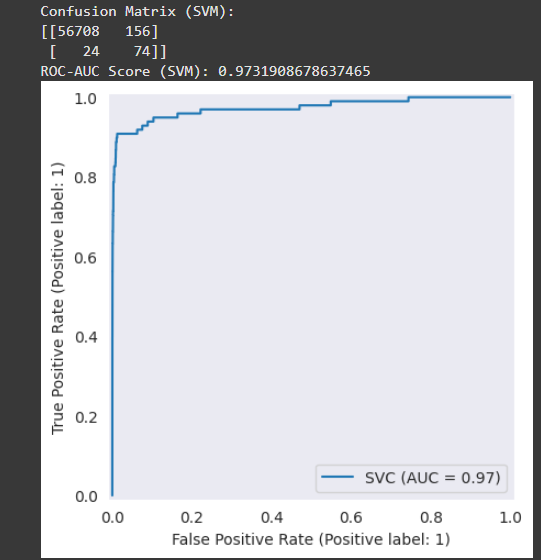 Confusion Matrix (SVM):
[[56708   156]
 [   24    74]]
ROC-AUC Score (SVM): 0.9731908678637465
1.0
0.8
0.6
0.4
0.2
0.0
True Positive Rate (Positive label: 1)
SVC (AUC = 0.97)
0.0 0.2 0.4 0.6 0.8 1.0
False Positive Rate (Positive label: 1)